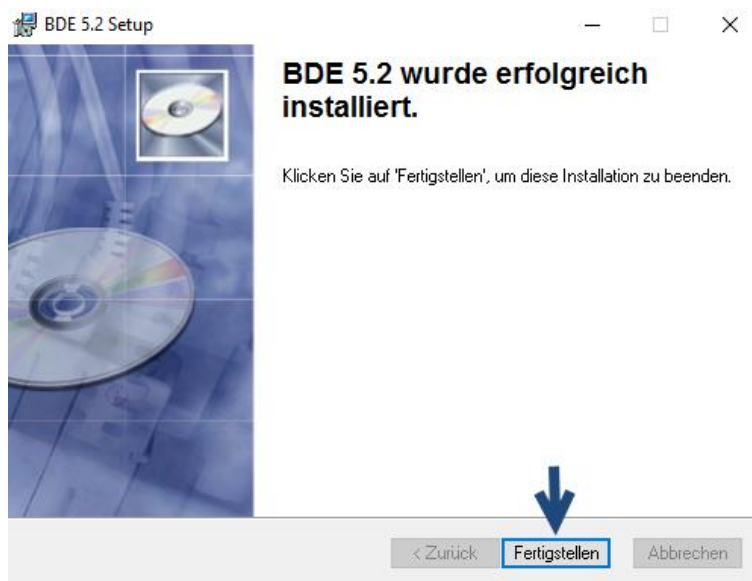 BDE 5.2 Setup
BDE 5.2 wurde erfolgreich
installiert.
Klicken Sie auf 'Fertigstellen', um diese Installation zu beenden.
< Zurück
Fertigstellen
Abbrechen